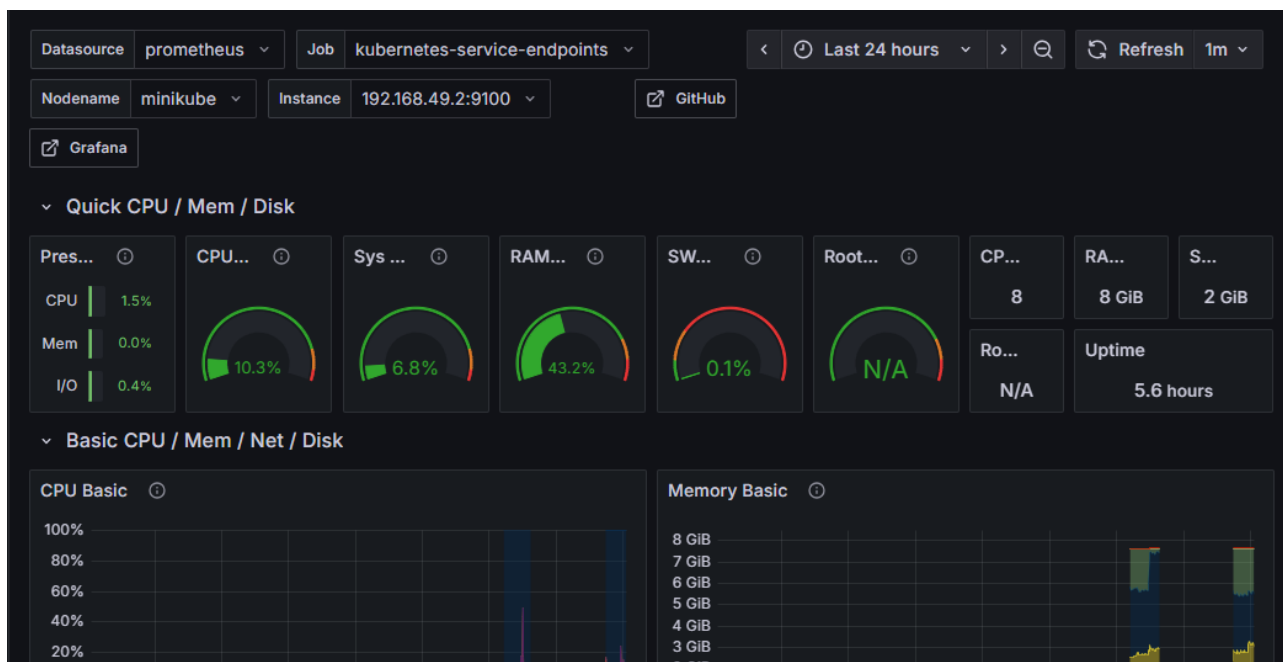 Datasource prometheus Job kubernetes-service-endpoints Last 24 hours Refresh 1m
Nodename minikube Instance 192.168.49.2:9100 GitHub
Grafana
Quick CPU / Mem / Disk
Pres... CPU... Sys ... RAM... SW... Root... CP... RA... S...
CPU 1.5% 8 8 GiB 2 GiB
Mem 0.0% Ro... Uptime
10.3% 6.8% 43.2% 0.1% N/A
I/O 0.4% N/A 5.6 hours
Basic CPU / Mem / Net / Disk
CPU Basic Memory Basic
100% 8 GiB
80% 7 GiB
60% 6 GiB
5 GiB
40% 4 GiB
20% 3 GiB